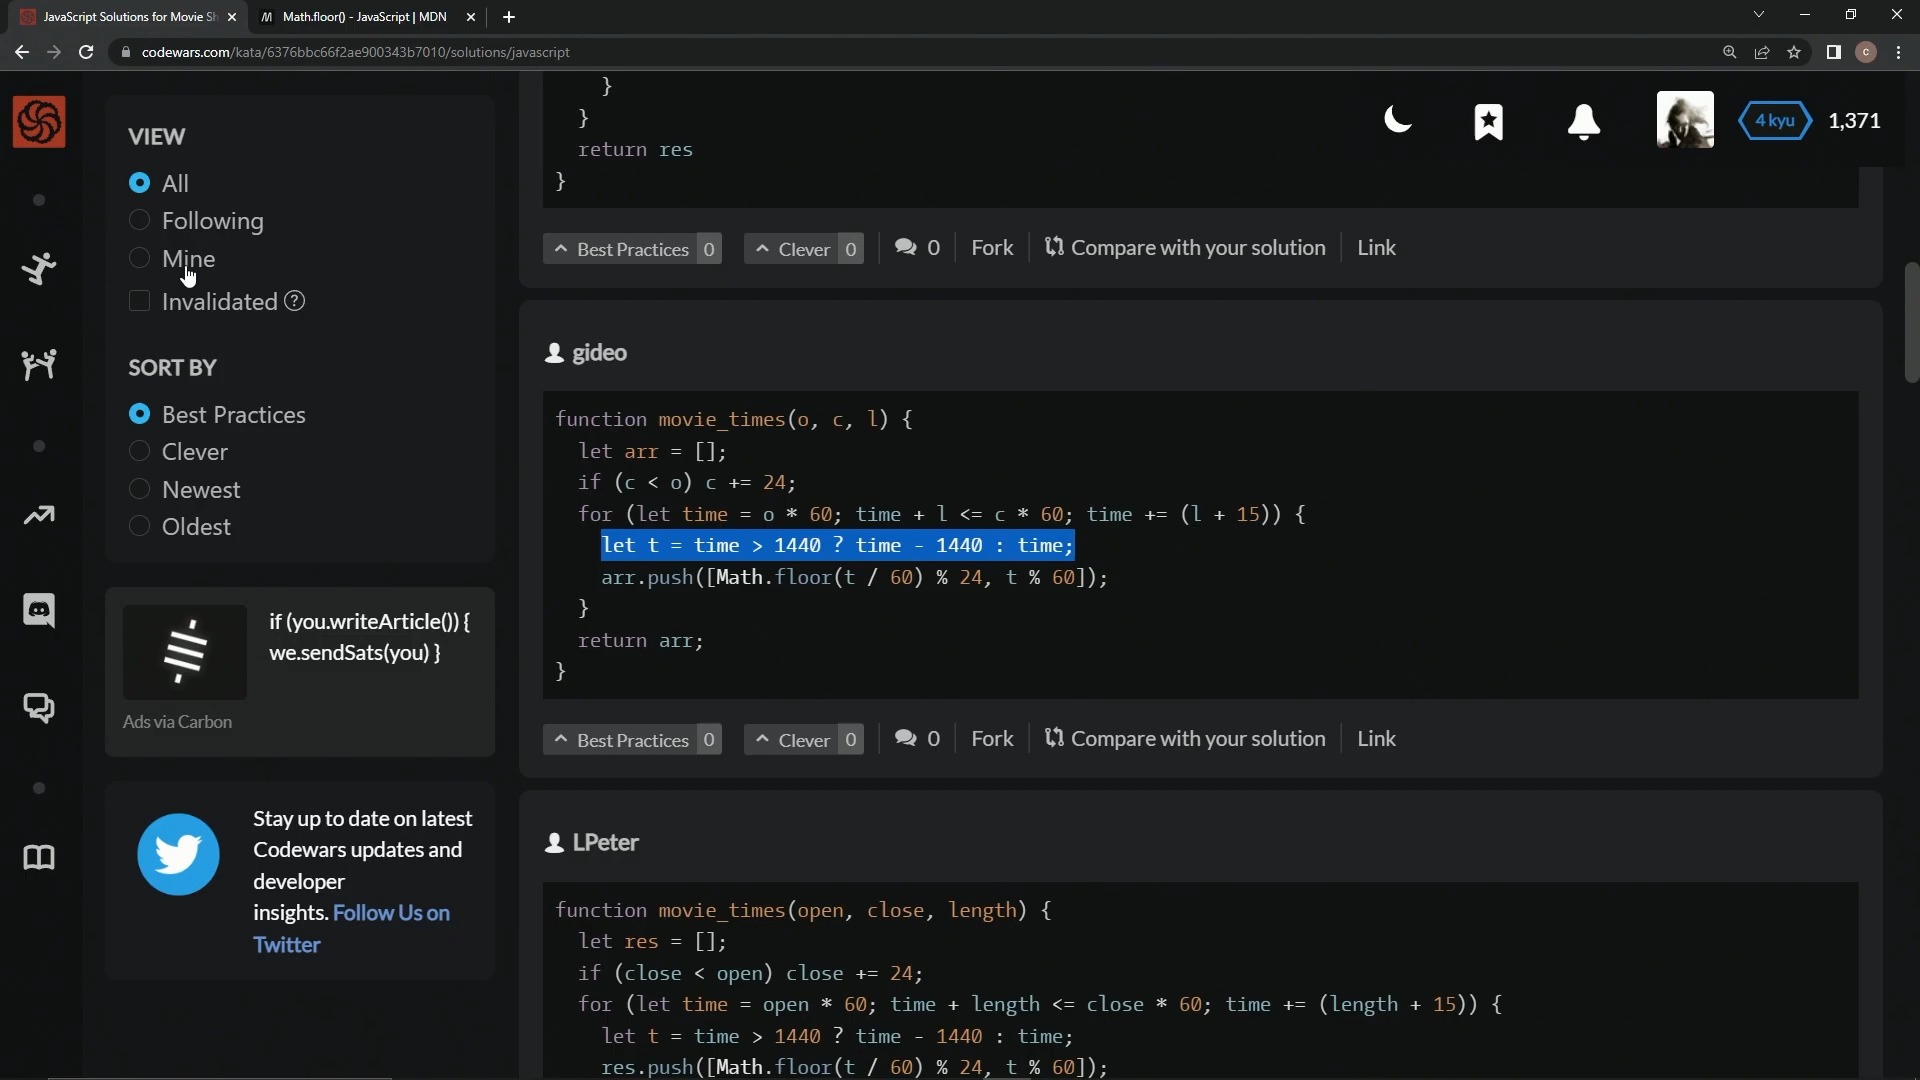 JavaScript Solutions for Movie Sh
Math.floor() - JavaScript | MDN
codewars.com/kata/6376bbc66f2ae900343b7010/solutions/javascript
C
4 kyu
1,371
VIEW
All
Following
Mine
Invalidated ?
SORT BY
Best Practices
Clever
Newest
Oldest
if (you.writeArticle()) {
we.sendSats(you) }
Ads via Carbon
Stay up to date on latest
Codewars updates and
developer
insights. Follow Us on
Twitter
}
}
return res
}
Best Practices 0 Clever 0 0 Fork Compare with your solution Link
gideo
function movie_times(o, c, l) {
let arr = [];
if (c < o) c += 24;
for (let time = o * 60; time + l <= c * 60; time += (l + 15)) {
let t = time > 1440 ? time - 1440 : time;
arr.push([Math.floor(t / 60) % 24, t % 60]);
}
return arr;
}
Best Practices 0 Clever 0 0 Fork Compare with your solution Link
LPeter
function movie_times(open, close, length) {
let res = [];
if (close < open) close += 24;
for (let time = open * 60; time + length <= close * 60; time += (length + 15)) {
let t = time > 1440 ? time - 1440 : time;
res.push([Math.floor(t / 60) % 24, t % 60]);